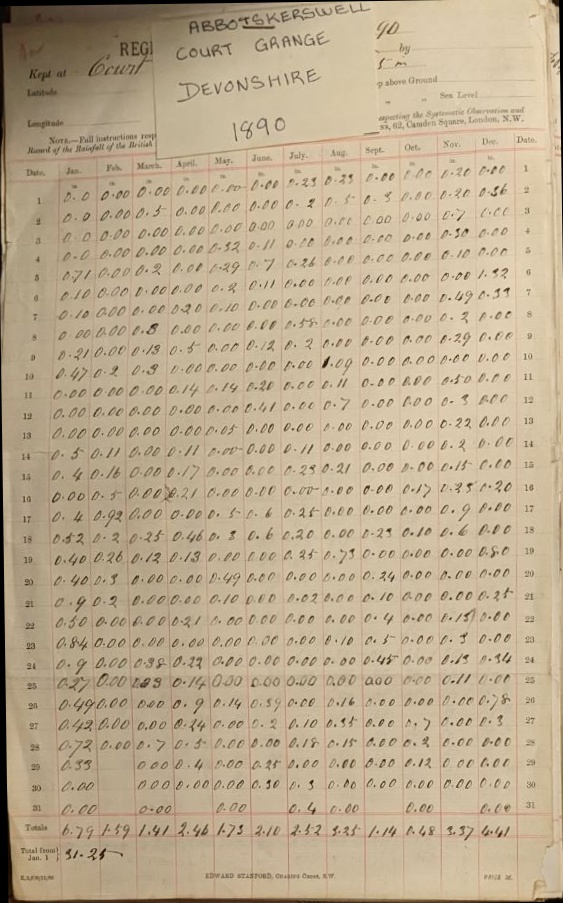 ABBOTSKERSWELL
COURT GRANGE
DEVONSHIRE
1890
REGI 90
Kept at Court by
Latitude above Ground
" " Sea Level
Longitude
NOTE.—Full instructions resp specting the Systematic Observation and
Record of the Rainfall of the British ss, 62, Camden Square, London, N.W.
Date. Jan. Feb. March. April. May. June. July. Aug. Sept. Oct. Nov. Dec. Date.
in. in. in. in. in. in. in. in. in. in. in. in.
1 0.0 0.00 0.00 0.00 0.00 0.00 0.23 0.23 0.00 0.00 0.20 0.00 1
2 0.0 0.00 0.5 0.00 0.00 0.00 0.2 0.5 0.3 0.00 0.20 0.36 2
3 0.0 0.00 0.00 0.00 0.00 0.00 0.00 0.00 0.00 0.00 0.7 0.00 3
4 0.0 0.00 0.00 0.00 0.32 0.11 0.00 0.00 0.00 0.00 0.30 0.00 4
5 0.71 0.00 0.2 0.00 0.29 0.7 0.26 0.00 0.00 0.00 0.10 0.00 5
6 0.10 0.00 0.00 0.00 0.2 0.11 0.00 0.00 0.00 0.00 0.00 1.32 6
7 0.10 0.00 0.00 0.20 0.10 0.00 0.00 0.00 0.00 0.00 0.49 0.33 7
8 0.00 0.00 0.3 0.00 0.00 0.00 0.58 0.00 0.00 0.00 0.2 0.00 8
9 0.21 0.00 0.13 0.5 0.00 0.12 0.2 0.00 0.00 0.00 0.29 0.00 9
10 0.47 0.2 0.3 0.00 0.00 0.00 0.00 1.09 0.00 0.00 0.00 0.00 10
11 0.00 0.00 0.00 0.14 0.14 0.20 0.00 0.11 0.00 0.00 0.50 0.00 11
12 0.00 0.00 0.00 0.00 0.00 0.41 0.00 0.7 0.00 0.00 0.3 0.00 12
13 0.00 0.00 0.00 0.00 0.05 0.00 0.00 0.00 0.00 0.00 0.22 0.00 13
14 0.5 0.11 0.00 0.11 0.00 0.00 0.11 0.00 0.00 0.00 0.2 0.00 14
15 0.4 0.16 0.00 0.17 0.00 0.00 0.23 0.21 0.00 0.00 0.15 0.00 15
16 0.00 0.5 0.00 0.21 0.00 0.00 0.00 0.00 0.00 0.17 0.23 0.20 16
17 0.4 0.92 0.00 0.00 0.5 0.6 0.25 0.00 0.00 0.00 0.9 0.00 17
18 0.52 0.2 0.25 0.46 0.3 0.6 0.20 0.00 0.23 0.10 0.6 0.00 18
19 0.40 0.26 0.12 0.13 0.00 0.00 0.25 0.73 0.00 0.00 0.00 0.80 19
20 0.40 0.3 0.00 0.00 0.49 0.00 0.00 0.00 0.24 0.00 0.00 0.00 20
21 0.9 0.2 0.00 0.00 0.10 0.00 0.02 0.00 0.10 0.00 0.00 0.25 21
22 0.50 0.00 0.00 0.21 0.00 0.00 0.00 0.00 0.4 0.00 0.15 0.00 22
23 0.84 0.00 0.00 0.00 0.00 0.00 0.00 0.10 0.5 0.00 0.3 0.00 23
24 0.9 0.00 0.38 0.22 0.00 0.00 0.00 0.00 0.45 0.00 0.13 0.34 24
25 0.27 0.00 0.14 0.00 0.00 0.00 0.00 0.00 0.00 0.11 0.00 25
26 0.49 0.00 0.00 0.9 0.14 0.39 0.00 0.16 0.00 0.00 0.00 0.78 26
27 0.42 0.00 0.00 0.24 0.00 0.2 0.10 0.35 0.00 0.7 0.00 0.3 27
28 0.72 0.00 0.7 0.5 0.00 0.00 0.18 0.15 0.00 0.2 0.00 0.00 28
29 0.33 0.00 0.4 0.00 0.25 0.00 0.00 0.00 0.12 0.00 0.00 29
30 0.00 0.00 0.00 0.00 0.30 0.3 0.00 0.00 0.00 0.00 0.00 30
31 0.00 0.00 0.00 0.4 0.00 0.00 0.00 31
Totals 6.79 1.59 1.41 2.46 1.73 2.10 2.52 3.25 1.14 0.48 3.37 4.41
Total from Jan. 1 } 31.25
EDWARD STANFORD, CHARING CROSS, S.W.